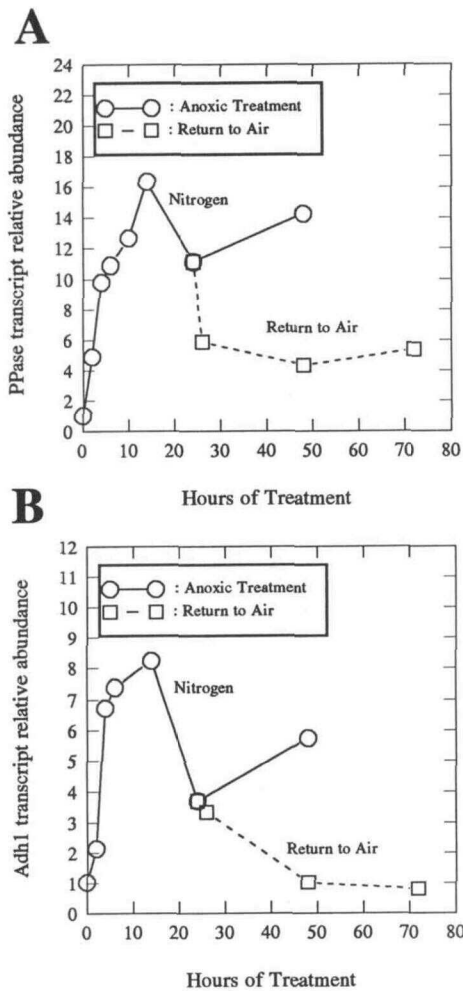 A
PPase transcript relative abundance
24
22
20
18
16
14
12
10
8
6
4
2
0
: Anoxic Treatment
: Return to Air
Nitrogen
Return to Air
0 10 20 30 40 50 60 70 80
Hours of Treatment
B
Adh1 transcript relative abundance
12
11
10
9
8
7
6
5
4
3
2
1
0
: Anoxic Treatment
: Return to Air
Nitrogen
Return to Air
0 10 20 30 40 50 60 70 80
Hours of Treatment